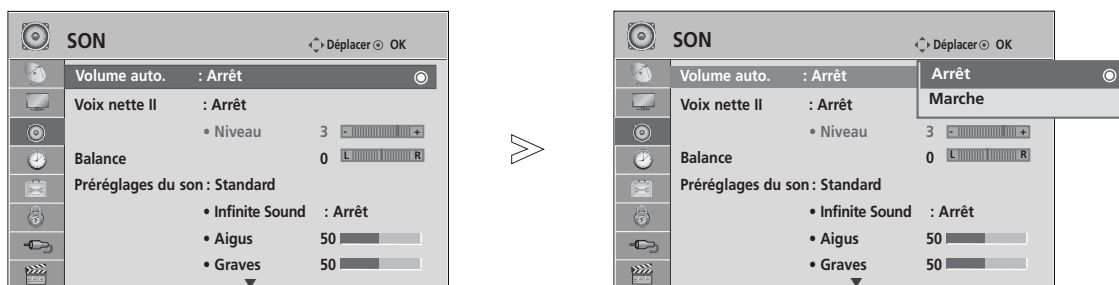 SON
Déplacer OK
Volume auto. : Arrêt
Voix nette II : Arrêt
• Niveau 3 - +
Balance 0 L R
Préréglages du son : Standard
• Infinite Sound : Arrêt
• Aigus 50
• Graves 50
SON
Déplacer OK
Volume auto. : Arrêt
Arrêt
Marche
Voix nette II : Arrêt
• Niveau 3 - +
Balance 0 L R
Préréglages du son : Standard
• Infinite Sound : Arrêt
• Aigus 50
• Graves 50